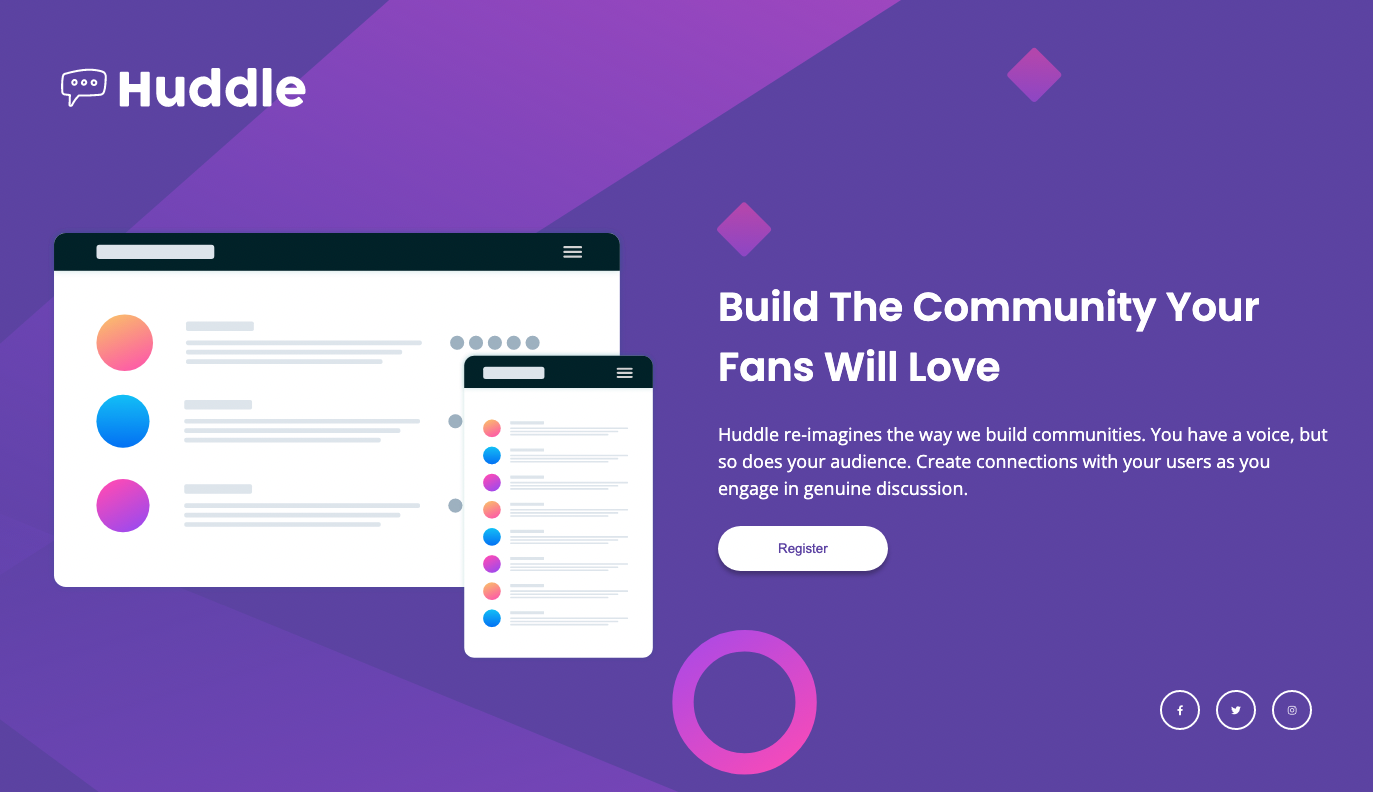 Huddle
Build The Community Your
Fans Will Love
Huddle re-imagines the way we build communities. You have a voice, but
so does your audience. Create connections with your users as you
engage in genuine discussion.
Register